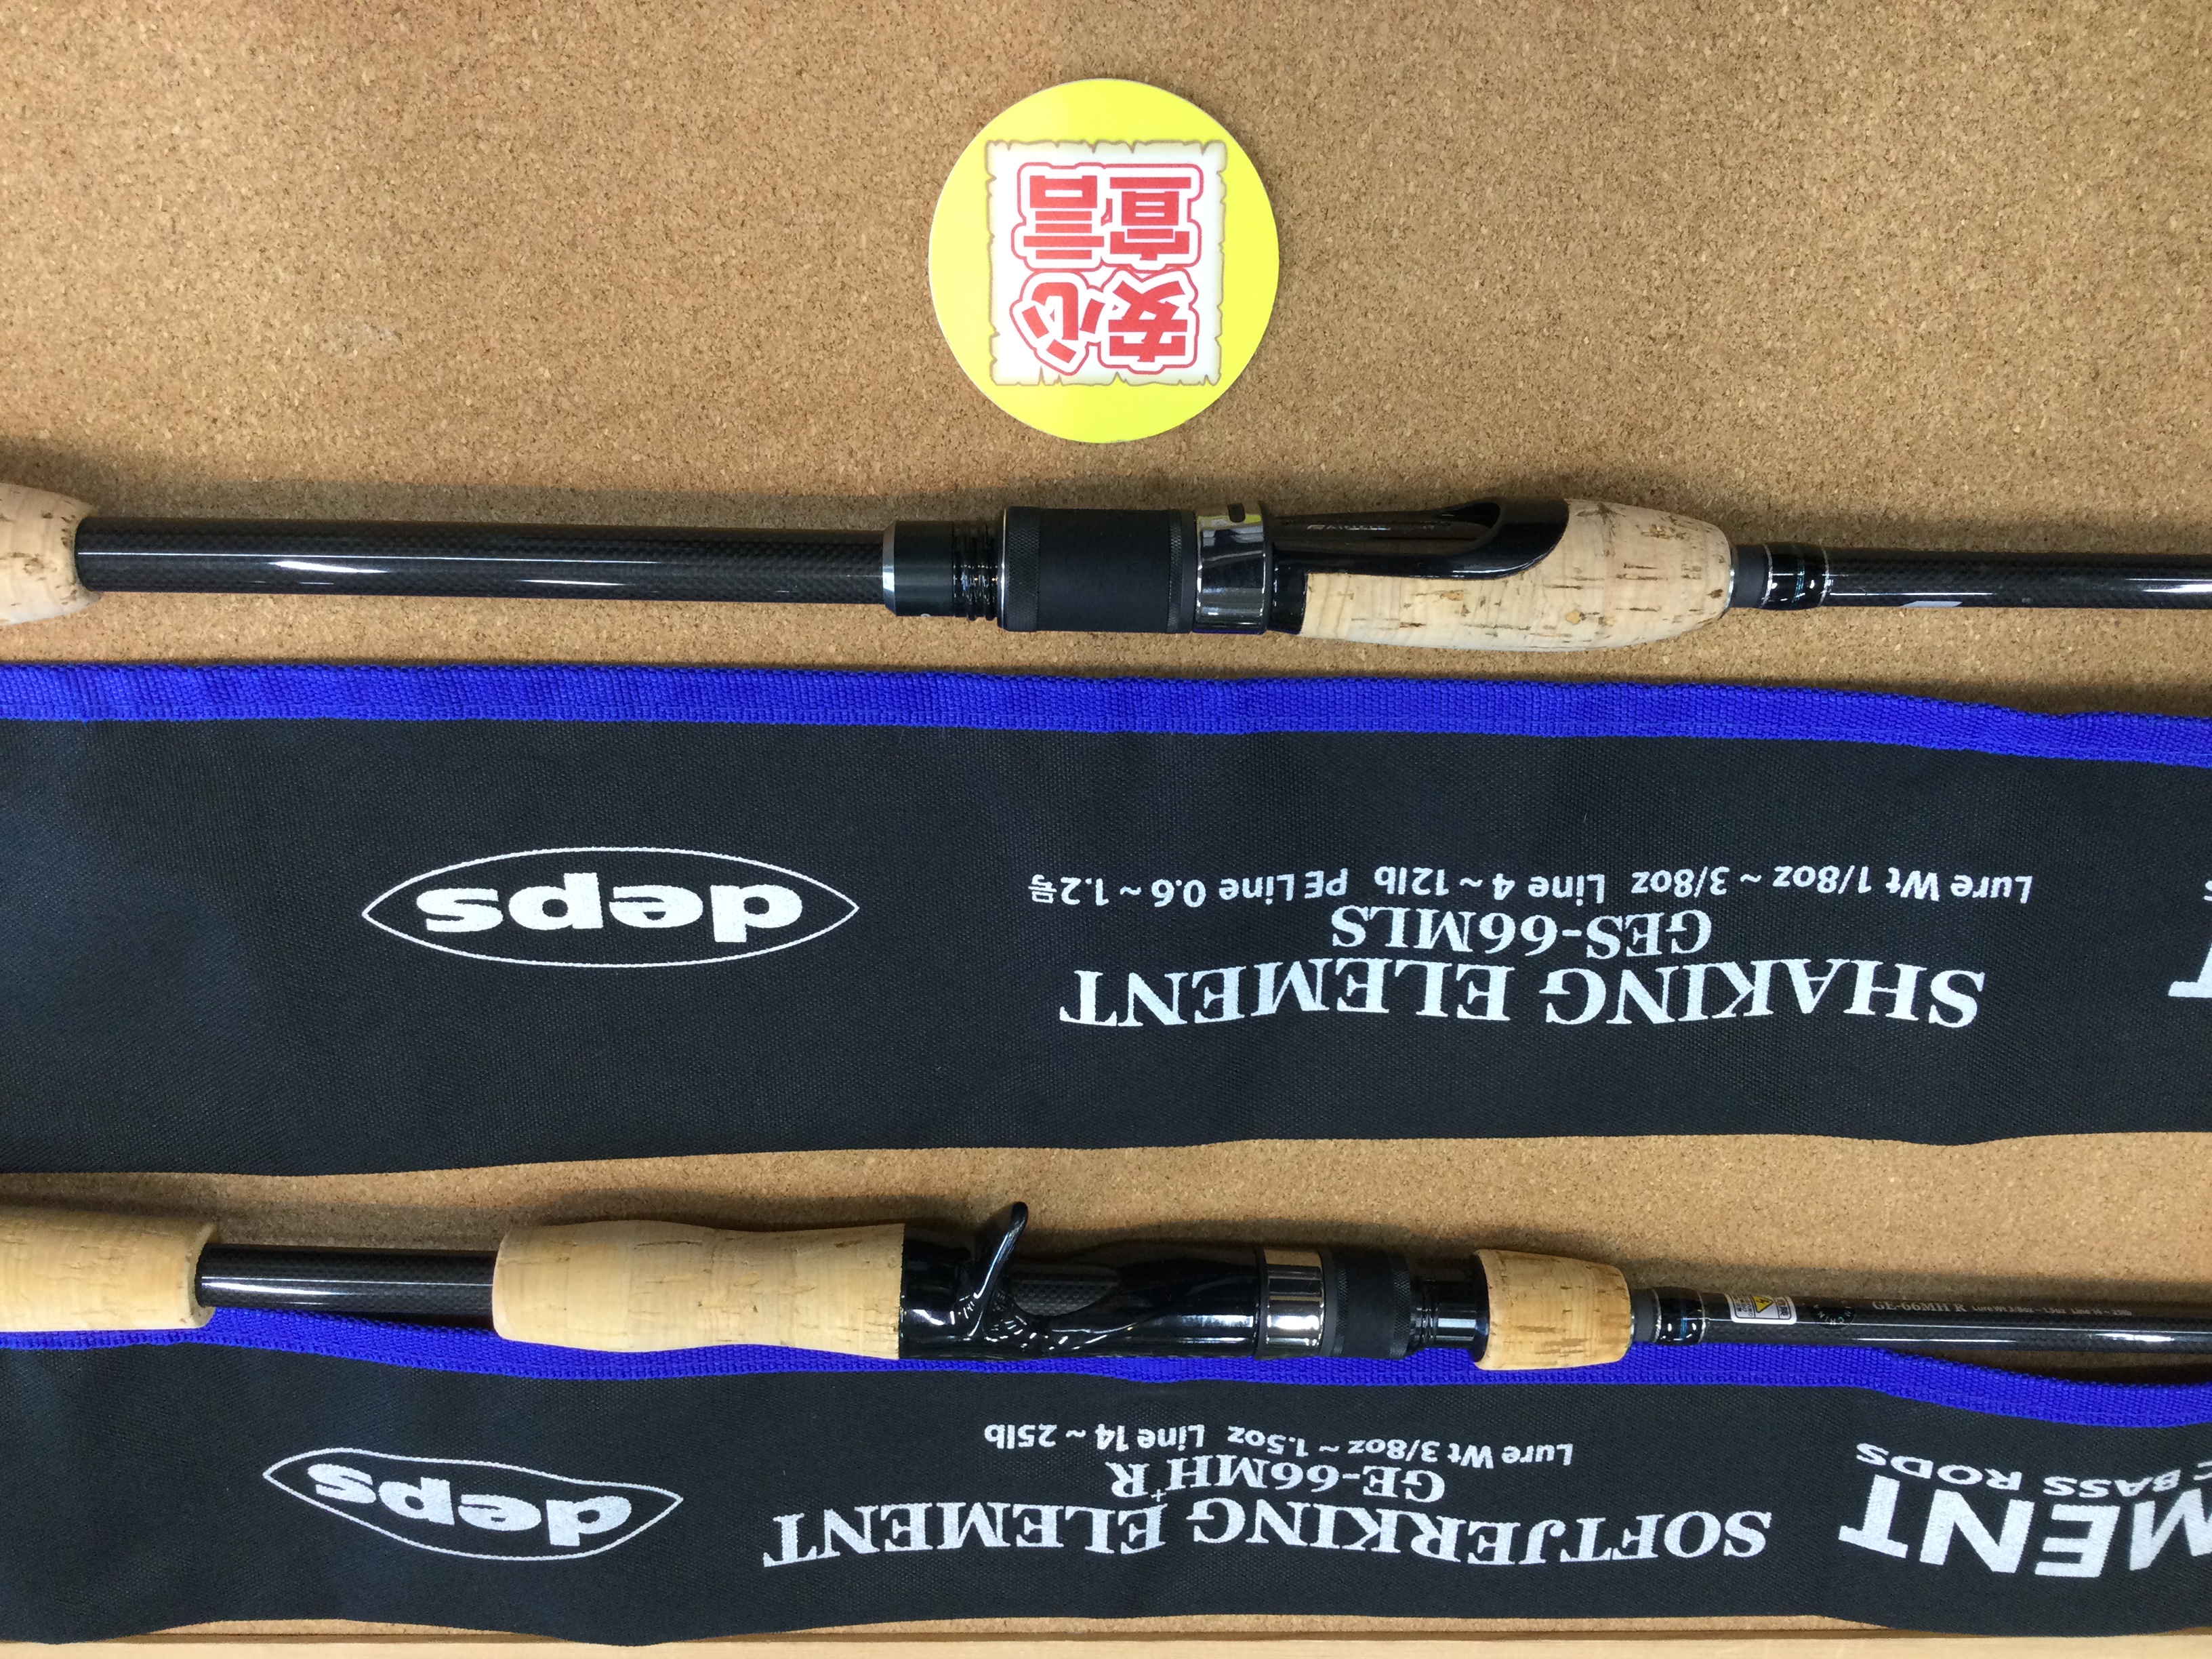 安心
宣言
deps
SHAKING ELEMENT
GES-66MLS
Lure Wt 1/8oz ~ 3/8oz Line 4 ~ 12lb PE Line 0.6 ~ 1.2号
GE-66MH R
MENT
BASS RODS
SOFTJERKING ELEMENT
GE-66MH+R
Lure Wt 3/8oz ~ 1.5oz Line 14 ~ 25lb
deps